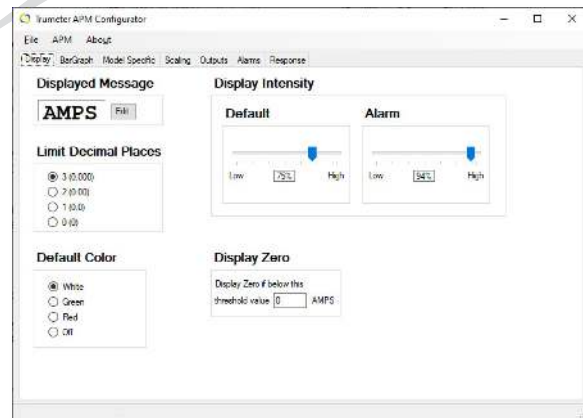 Trumeter APM Configurator
File APM About
Display BarGraph Model Specific Scaling Outputs Alarms Response
Displayed Message
AMPS Edit
Limit Decimal Places
3 (0.000)
2 (0.00)
1 (0.0)
0 (0)
Default Color
White
Green
Red
Off
Display Intensity
Default
Low 75% High
Alarm
Low 94% High
Display Zero
Display Zero if below this
threshold value 0 AMPS